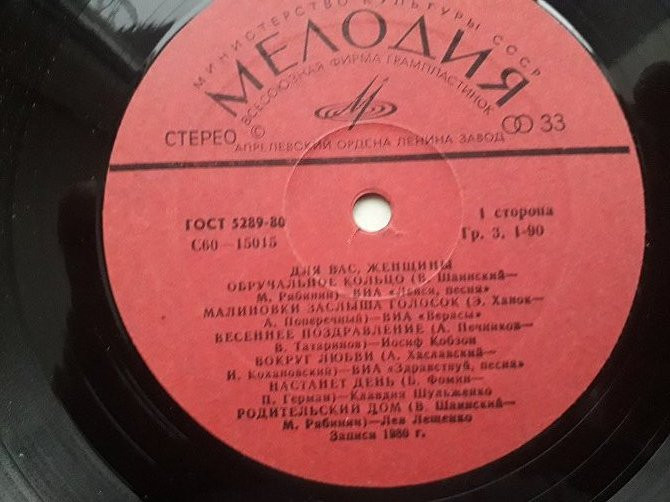 МИНИСТЕРСТВО КУЛЬТУРЫ СССР
МЕЛОДИЯ
ВСЕСОЮЗНАЯ ФИРМА ГРАМПЛАСТИНОК
СТЕРЕО © 33
АПРЕЛЕВСКИЙ ОРДЕНА ЛЕНИНА ЗАВОД
ГОСТ 5289-80 1 сторона
С60—15015 Гр. 3, 1-90
ДЛЯ ВАС, ЖЕНЩИНЫ
ОБРУЧАЛЬНОЕ КОЛЬЦО (В. Шаинский—
М. Рябинин)—ВИА «Лейся, песня»
МАЛИНОВКИ ЗАСЛЫША ГОЛОСОК (Э. Ханок—
А. Поперечный)—ВИА «Верасы»
ВЕСЕННЕЕ ПОЗДРАВЛЕНИЕ (А. Печников—
В. Татаринов)—Иосиф Кобзон
ВОКРУГ ЛЮБВИ (А. Хаславский—
И. Кохановский)—ВИА «Здравствуй, песня»
НАСТАНЕТ ДЕНЬ (Б. Фомин—
П. Герман)—Клавдия Шульженко
РОДИТЕЛЬСКИЙ ДОМ (В. Шаинский—
М. Рябинин)—Лев Лещенко
Записи 1980 г.